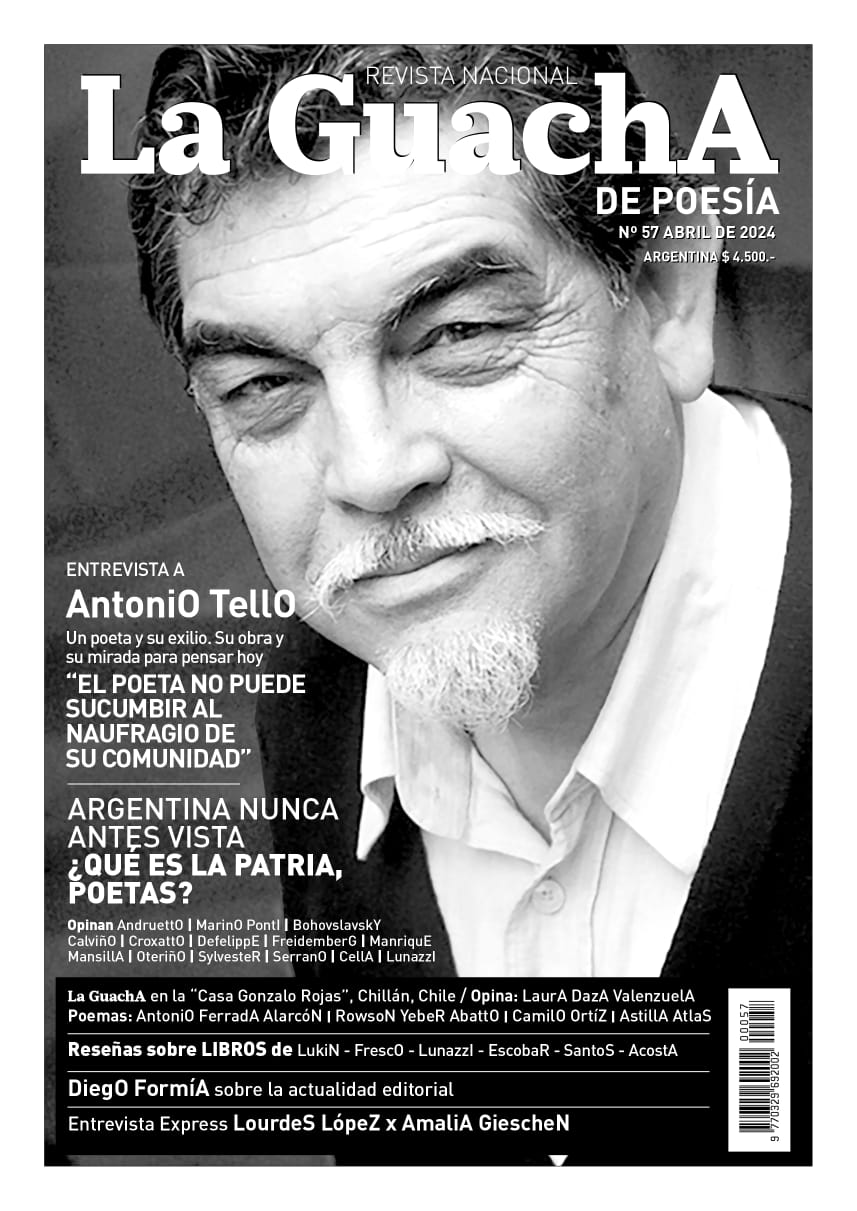 REVISTA NACIONAL
La GuachA
DE POESÍA
Nº 57 ABRIL DE 2024
ARGENTINA $ 4.500.-
ENTREVISTA A
AntoniO TellO
Un poeta y su exilio. Su obra y
su mirada para pensar hoy
“EL POETA NO PUEDE
SUCUMBIR AL
NAUFRAGIO DE
SU COMUNIDAD”
ARGENTINA NUNCA
ANTES VISTA
¿QUÉ ES LA PATRIA,
POETAS?
Opinan AndruettO | MarinO PontI | BohovslavskY
CalviñO | CroxattO | DefelippE | FreidemberG | ManriquE
MansillA | OteriñO | SylvesteR | SerranO | CellA | LunazzI
La GuachA en la “Casa Gonzalo Rojas”, Chillán, Chile / Opina: LaurA DazA ValenzuelA
Poemas: AntoniO FerradA AlarcóN | RowsoN YebeR AbattO | CamilO OrtíZ | AstillA AtlaS
Reseñas sobre LIBROS de LukiN - FrescO - LunazzI - EscobaR - SantoS - AcostA
DiegO FormíA sobre la actualidad editorial
Entrevista Express LourdeS LópeZ x AmaliA GiescheN
00057
9 770329 692002